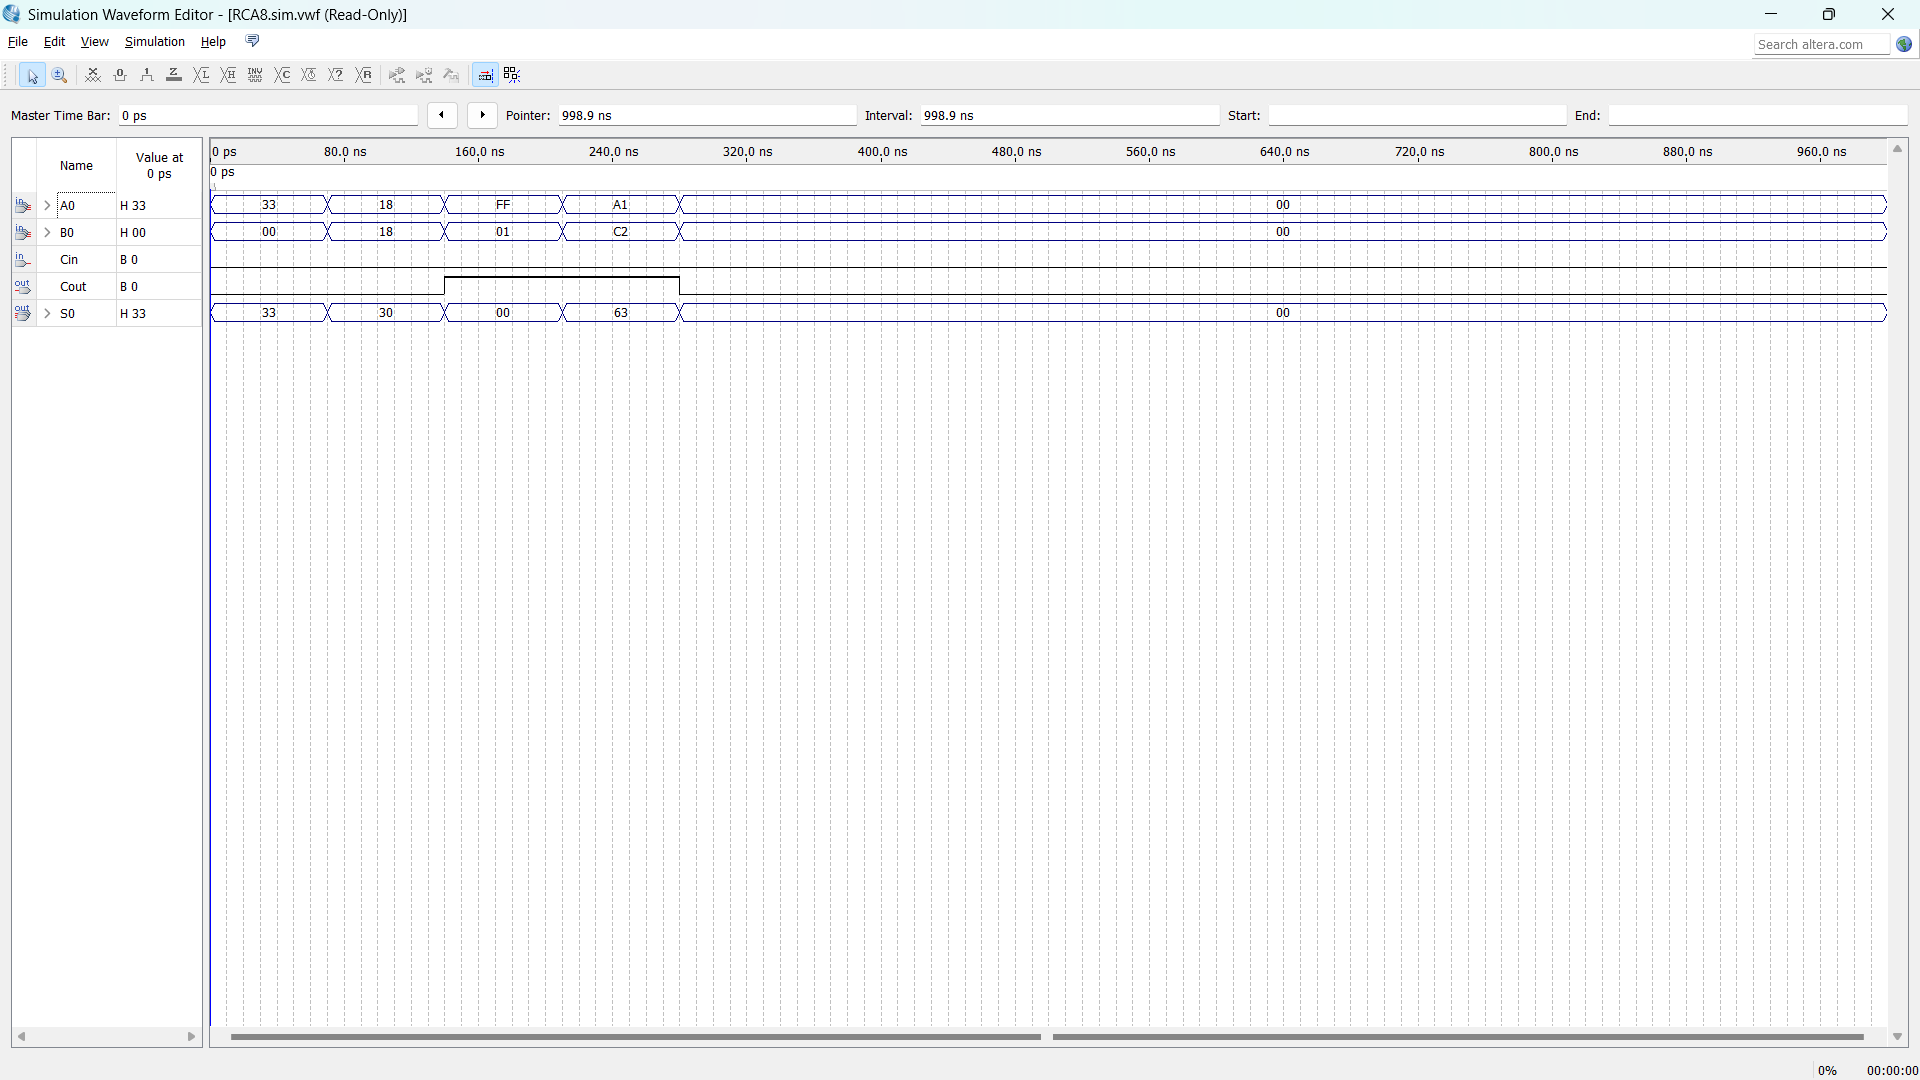 Simulation Waveform Editor - [RCA8.sim.vwf (Read-Only)]
File Edit View Simulation Help
Search altera.com
Master Time Bar: 0 ps Pointer: 998.9 ns Interval: 998.9 ns Start: End:
Name Value at 0 ps
0 ps 80.0 ns 160.0 ns 240.0 ns 320.0 ns 400.0 ns 480.0 ns 560.0 ns 640.0 ns 720.0 ns 800.0 ns 880.0 ns 960.0 ns
0 ps
in A0 H 33 33 18 FF A1 00
in B0 H 00 00 18 01 C2 00
in Cin B 0
out Cout B 0
out S0 H 33 33 30 00 63 00
0% 00:00:00